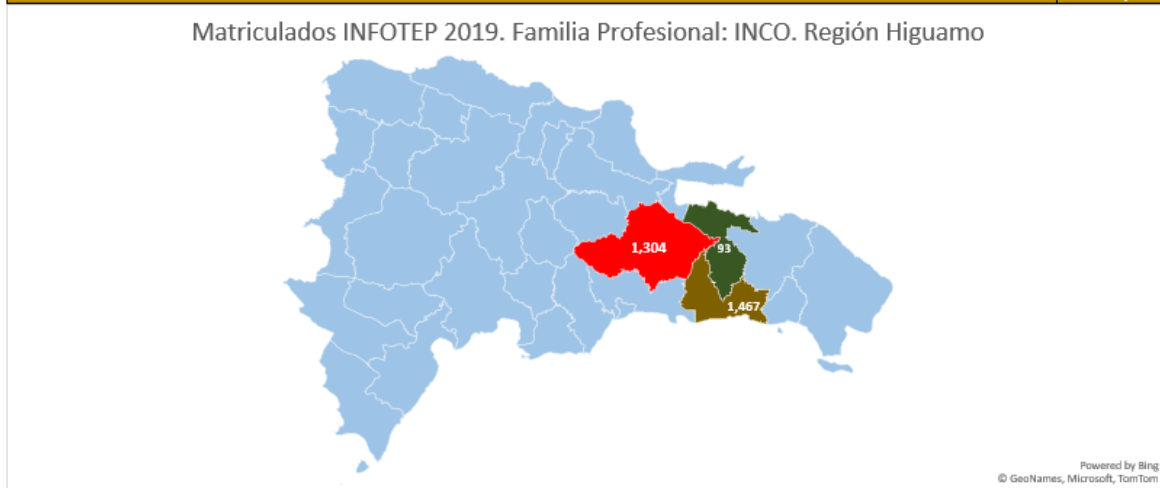 Matriculados INFOTEP 2019. Familia Profesional: INCO. Región Higuamo
1,304
93
1,467
Powered by Bing
© GeoNames, Microsoft, TomTom